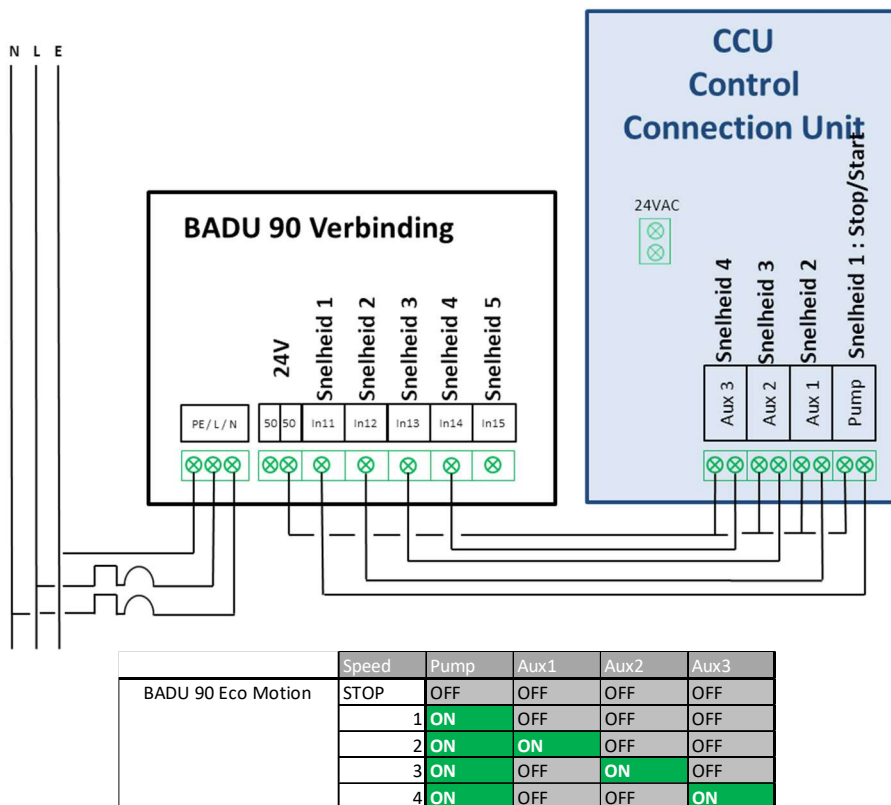 N L E
CCU
Control
Connection Unit
24VAC
Snelheid 4
Snelheid 3
Snelheid 2
Snelheid 1 : Stop/Start
Aux 3
Aux 2
Aux 1
Pump
BADU 90 Verbinding
24V
Snelheid 1
Snelheid 2
Snelheid 3
Snelheid 4
Snelheid 5
PE/ L/ N 50 50 In11 In12 In13 In14 In15
Speed Pump Aux1 Aux2 Aux3
BADU 90 Eco Motion STOP OFF OFF OFF OFF
1 ON OFF OFF OFF
2 ON ON OFF OFF
3 ON OFF ON OFF
4 ON OFF OFF ON